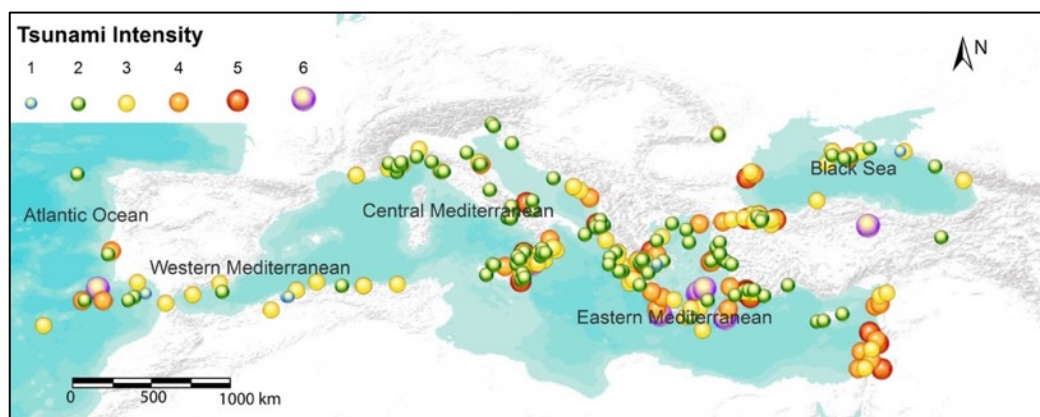 Tsunami Intensity
1 2 3 4 5 6
N
Black Sea
Atlantic Ocean
Central Mediterranean
Western Mediterranean
Eastern Mediterranean
0 500 1000 km